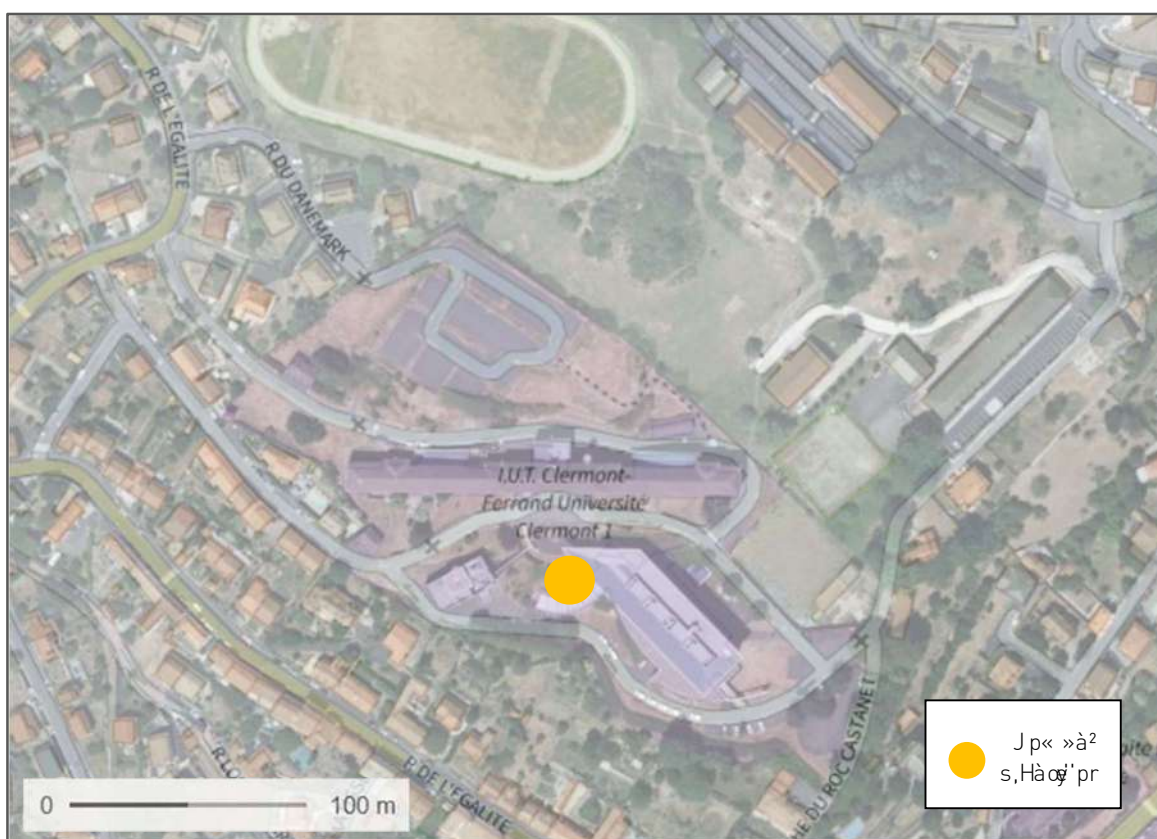 R DE L'EGALITE
R DU DANEMARK
I.U.T. Clermont-
Ferrand Université
Clermont 1
R DE L'EGALITE
DU ROC CASTANET
0
100 m